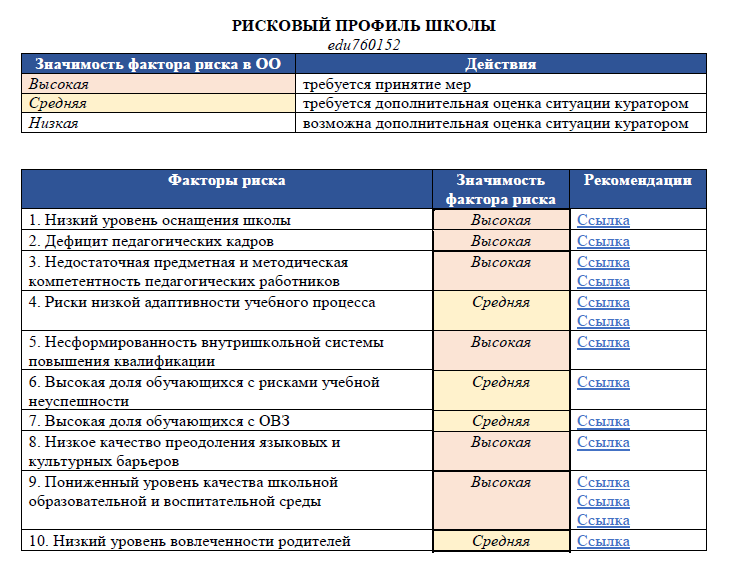 РИСКОВЫЙ ПРОФИЛЬ ШКОЛЫ
edu760152
Значимость фактора риска в ОО Действия
Высокая требуется принятие мер
Средняя требуется дополнительная оценка ситуации куратором
Низкая возможна дополнительная оценка ситуации куратором
Факторы риска Значимость фактора риска Рекомендации
1. Низкий уровень оснащения школы Высокая Ссылка
2. Дефицит педагогических кадров Высокая Ссылка
3. Недостаточная предметная и методическая Высокая Ссылка
компетентность педагогических работников Ссылка
4. Риски низкой адаптивности учебного процесса Средняя Ссылка
Ссылка
5. Несформированность внутришкольной системы Высокая Ссылка
повышения квалификации
6. Высокая доля обучающихся с рисками учебной Средняя Ссылка
неуспешности
7. Высокая доля обучающихся с ОВЗ Средняя Ссылка
8. Низкое качество преодоления языковых и Высокая Ссылка
культурных барьеров
9. Пониженный уровень качества школьной Высокая Ссылка
образовательной и воспитательной среды Ссылка
Ссылка
10. Низкий уровень вовлеченности родителей Средняя Ссылка